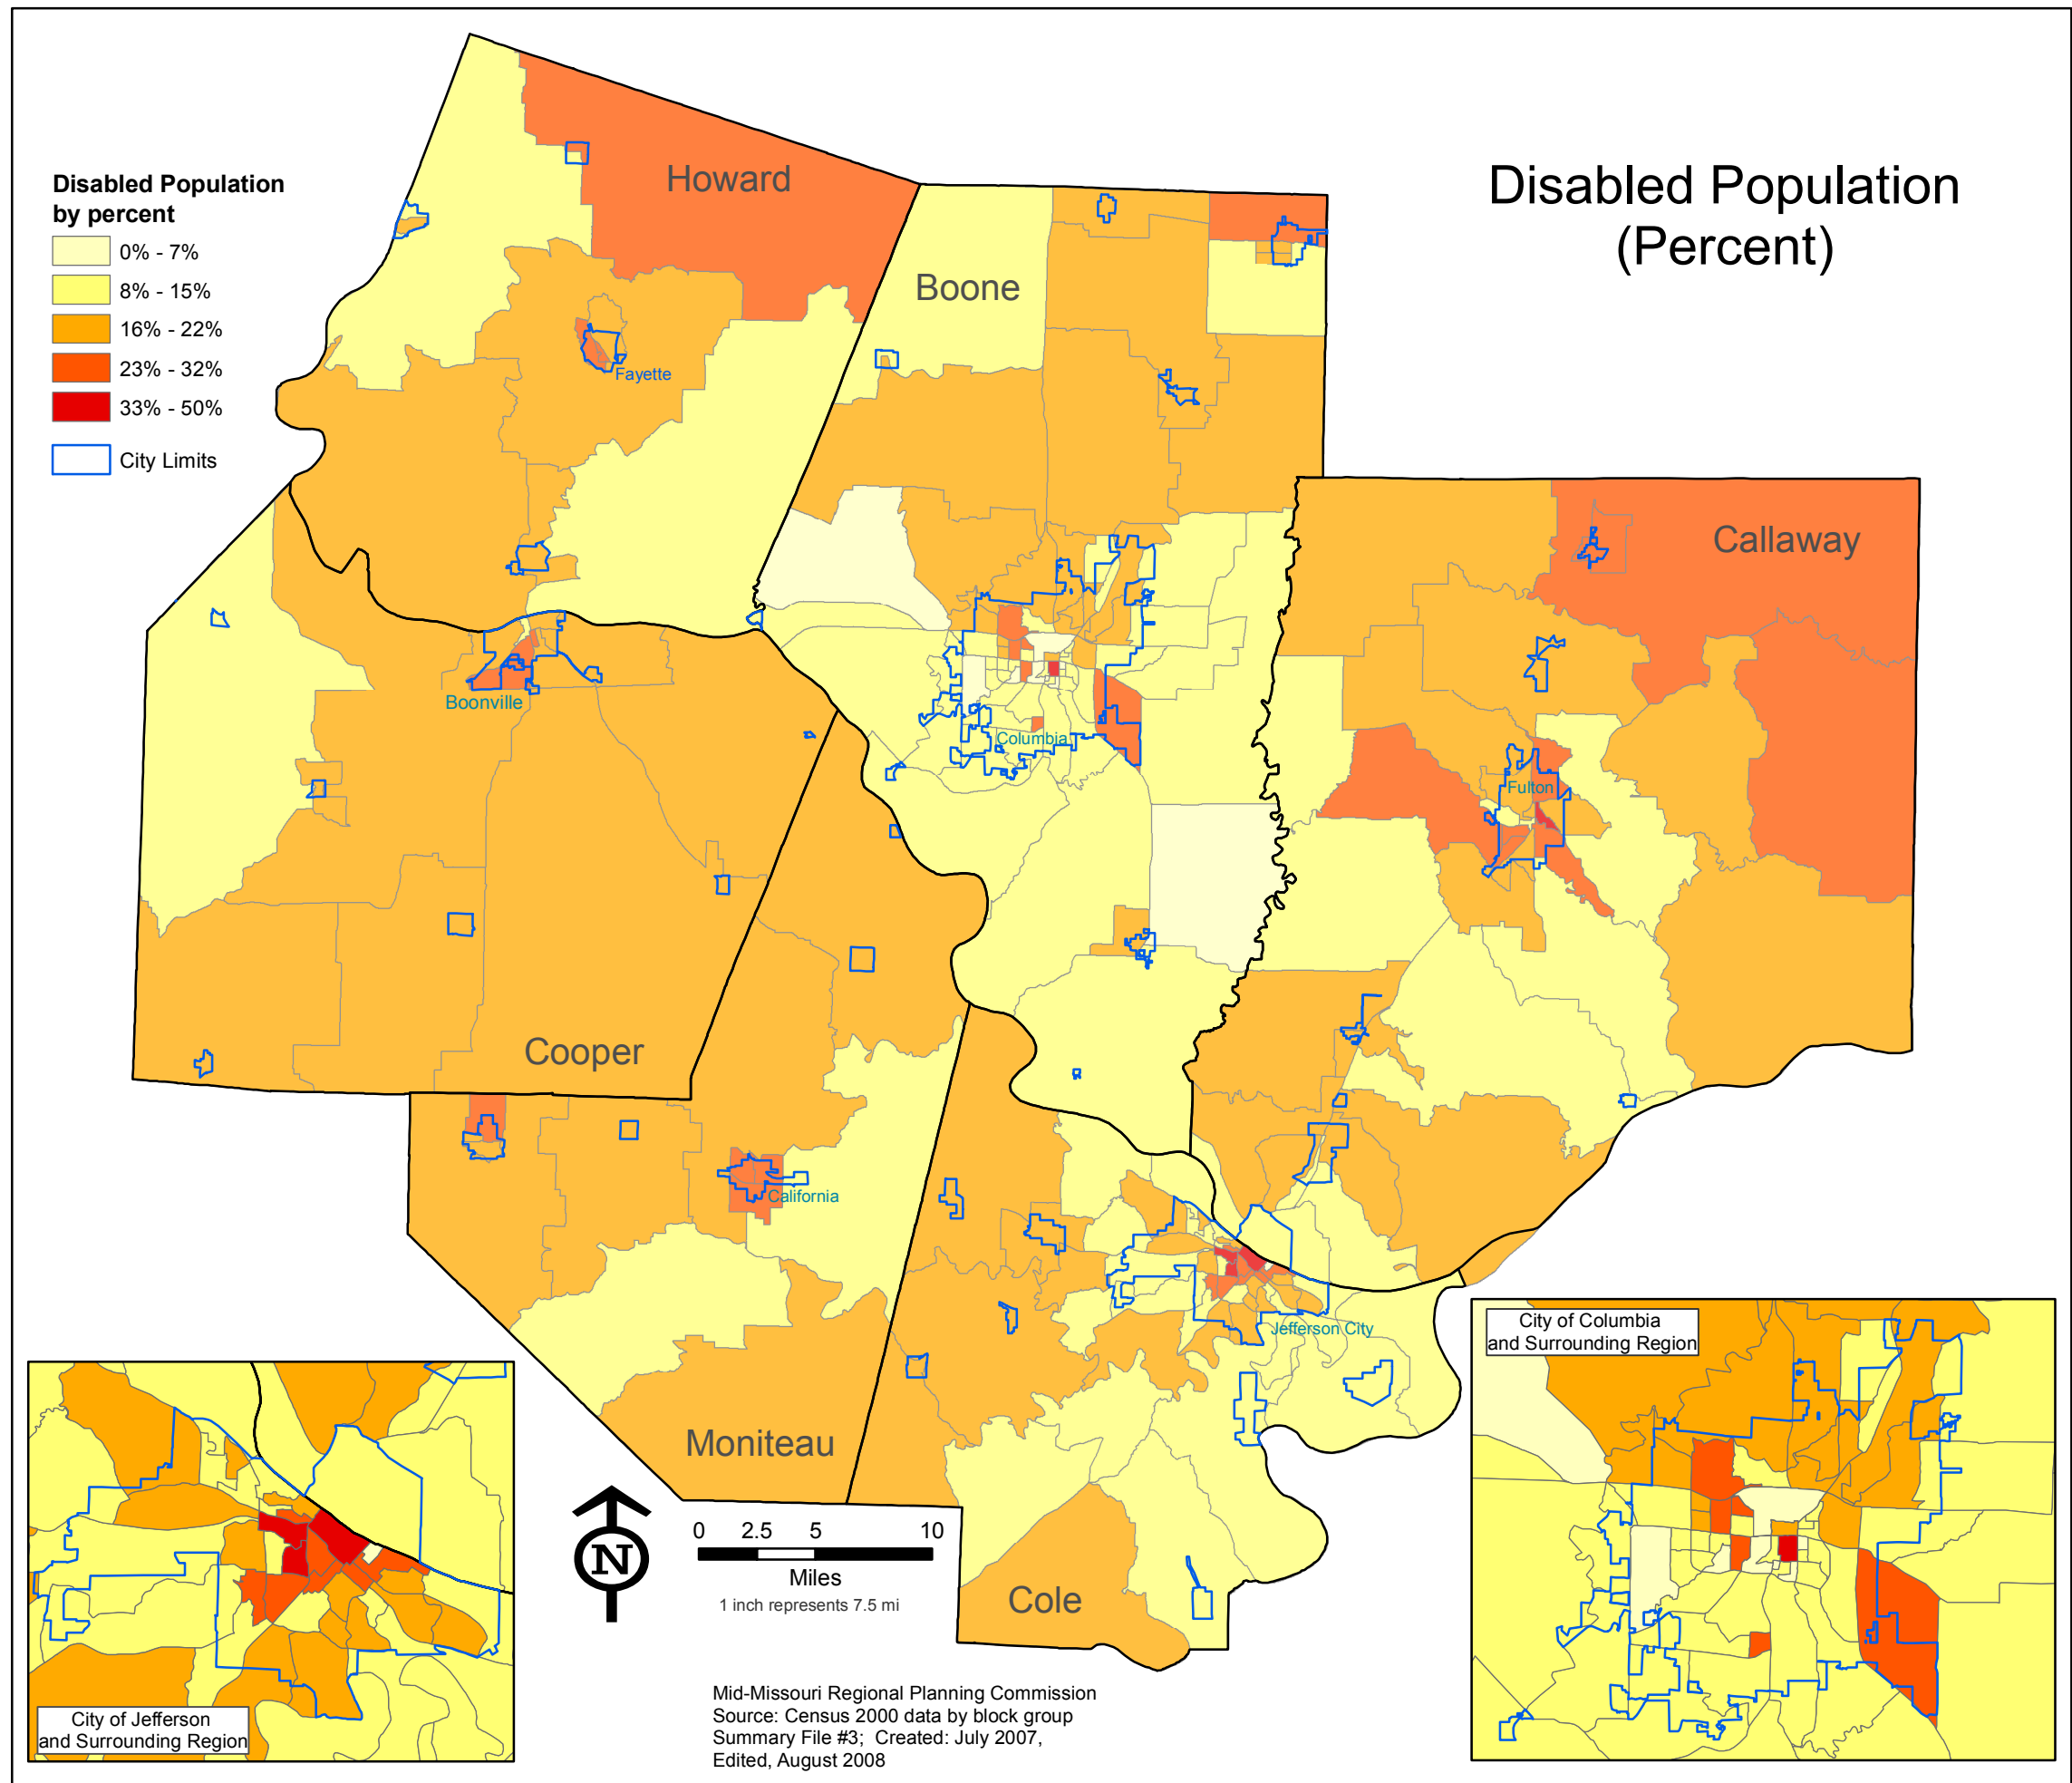 Disabled Population
(Percent)
Disabled Population
by percent
0% - 7%
8% - 15%
16% - 22%
23% - 32%
33% - 50%
City Limits
Howard
Boone
Callaway
Fayette
Boonville
Columbia
Fulton
Cooper
California
Jefferson City
Moniteau
Cole
City of Jefferson
and Surrounding Region
City of Columbia
and Surrounding Region
N
0 2.5 5 10
Miles
1 inch represents 7.5 mi
Mid-Missouri Regional Planning Commission
Source: Census 2000 data by block group
Summary File #3; Created: July 2007,
Edited, August 2008